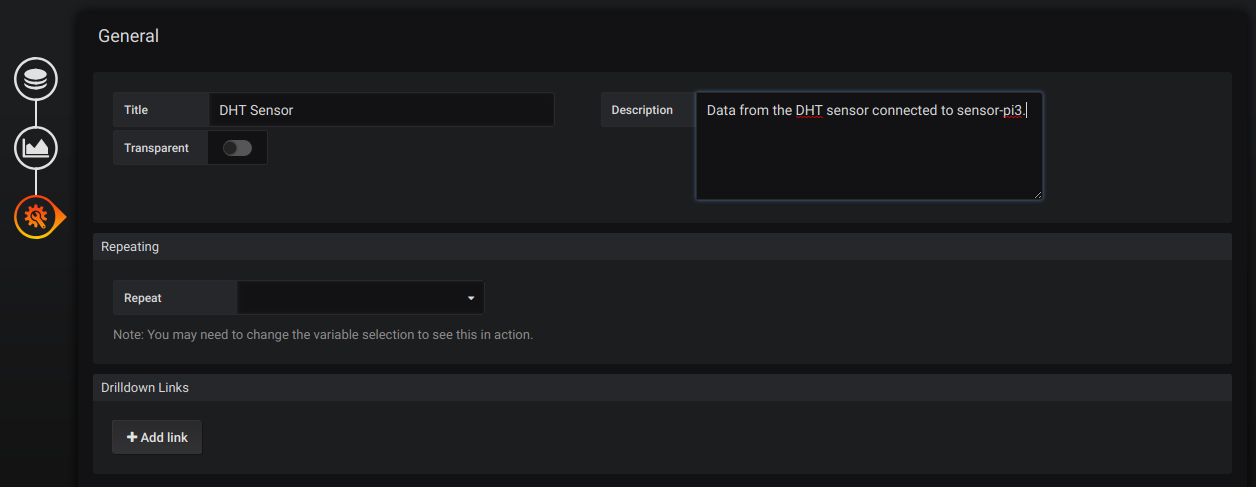 General
Title
DHT Sensor
Description
Data from the DHT sensor connected to sensor-pi3.
Transparent
Repeating
Repeat
Note: You may need to change the variable selection to see this in action.
Drilldown Links
+ Add link